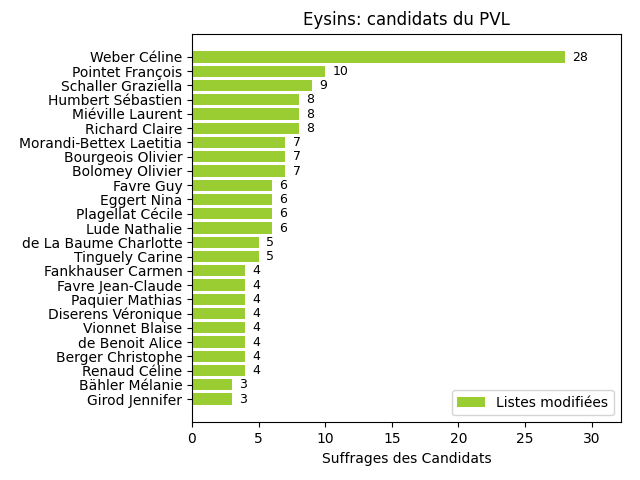 Eysins: candidats du PVL
Weber Céline 28
Pointet François 10
Schaller Graziella 9
Humbert Sébastien 8
Miéville Laurent 8
Richard Claire 8
Morandi-Bettex Laetitia 7
Bourgeois Olivier 7
Bolomey Olivier 7
Favre Guy 6
Eggert Nina 6
Plagellat Cécile 6
Lude Nathalie 6
de La Baume Charlotte 5
Tinguely Carine 5
Fankhauser Carmen 4
Favre Jean-Claude 4
Paquier Mathias 4
Diserens Véronique 4
Vionnet Blaise 4
de Benoit Alice 4
Berger Christophe 4
Renaud Céline 4
Bähler Mélanie 3
Girod Jennifer 3
Listes modifiées
0 5 10 15 20 25 30
Suffrages des Candidats